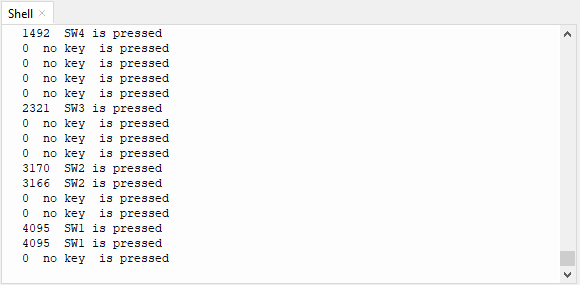 Shell ×
1492  SW4 is pressed
0  no key  is pressed
0  no key  is pressed
0  no key  is pressed
0  no key  is pressed
2321  SW3 is pressed
0  no key  is pressed
0  no key  is pressed
0  no key  is pressed
3170  SW2 is pressed
3166  SW2 is pressed
0  no key  is pressed
0  no key  is pressed
4095  SW1 is pressed
4095  SW1 is pressed
0  no key  is pressed